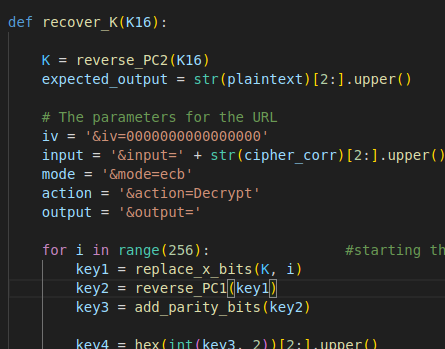 def recover_K(K16):
K = reverse_PC2(K16)
expected_output = str(plaintext)[2:].upper()
# The parameters for the URL
iv = '&iv=0000000000000000'
input = '&input=' + str(cipher_corr)[2:].upper()
mode = '&mode=ecb'
action = '&action=Decrypt'
output = '&output='
for i in range(256): #starting th
key1 = replace_x_bits(K, i)
key2 = reverse_PC1(key1)
key3 = add_parity_bits(key2)
key4 = hex(int(key3, 2))[2:].upper()